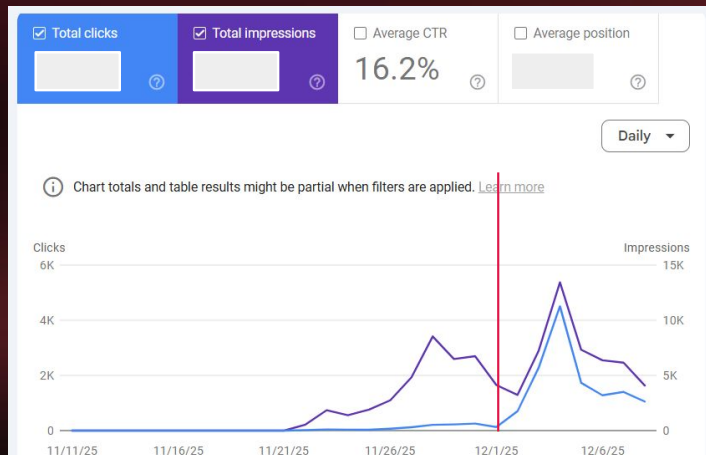 Total clicks
Total impressions
Average CTR
Average position
16.2%
Daily
Chart totals and table results might be partial when filters are applied. Learn more
Clicks
Impressions
6K
15K
4K
10K
2K
5K
0
0
11/11/25
11/16/25
11/21/25
11/26/25
12/1/25
12/6/25